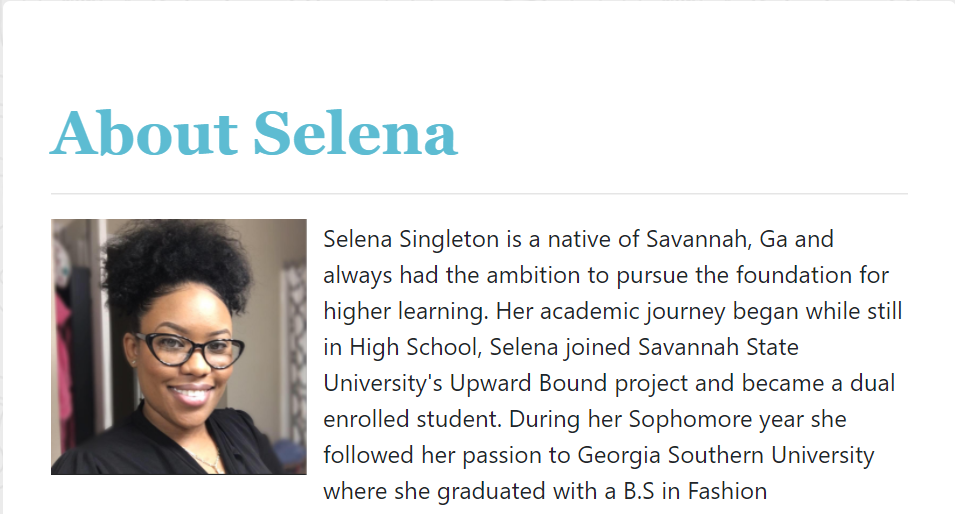 About Selena
Selena Singleton is a native of Savannah, Ga and
always had the ambition to pursue the foundation for
higher learning. Her academic journey began while still
in High School, Selena joined Savannah State
University's Upward Bound project and became a dual
enrolled student. During her Sophomore year she
followed her passion to Georgia Southern University
where she graduated with a B.S in Fashion